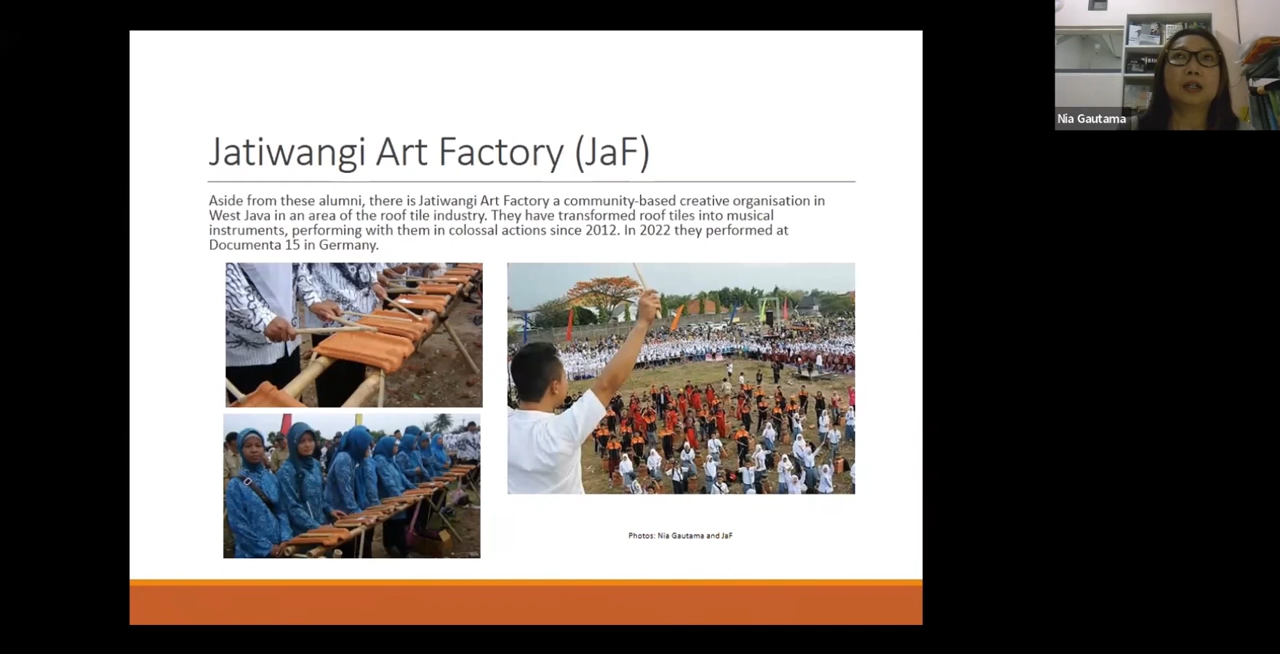 Jatiwangi Art Factory (JaF)
Aside from these alumni, there is Jatiwangi Art Factory a community-based creative organisation in
West Java in an area of the roof tile industry. They have transformed roof tiles into musical
instruments, performing with them in colossal actions since 2012. In 2022 they performed at
Documenta 15 in Germany.
Photos: Nia Gautama and JaF
Nia Gautama